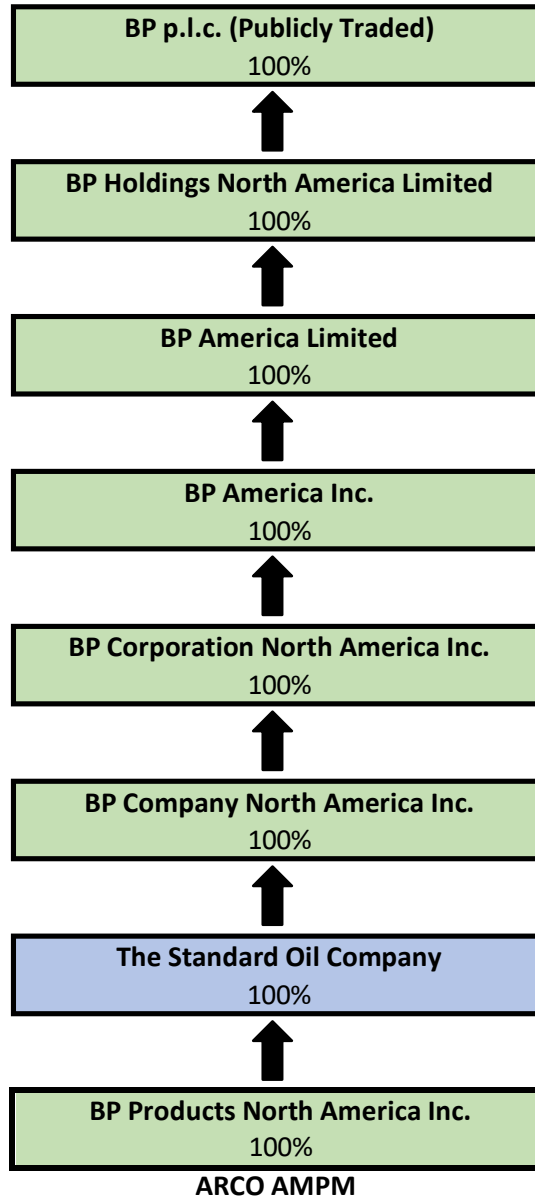 BP p.l.c. (Publicly Traded)
100%
BP Holdings North America Limited
100%
BP America Limited
100%
BP America Inc.
100%
BP Corporation North America Inc.
100%
BP Company North America Inc.
100%
The Standard Oil Company
100%
BP Products North America Inc.
100%
ARCO AMPM